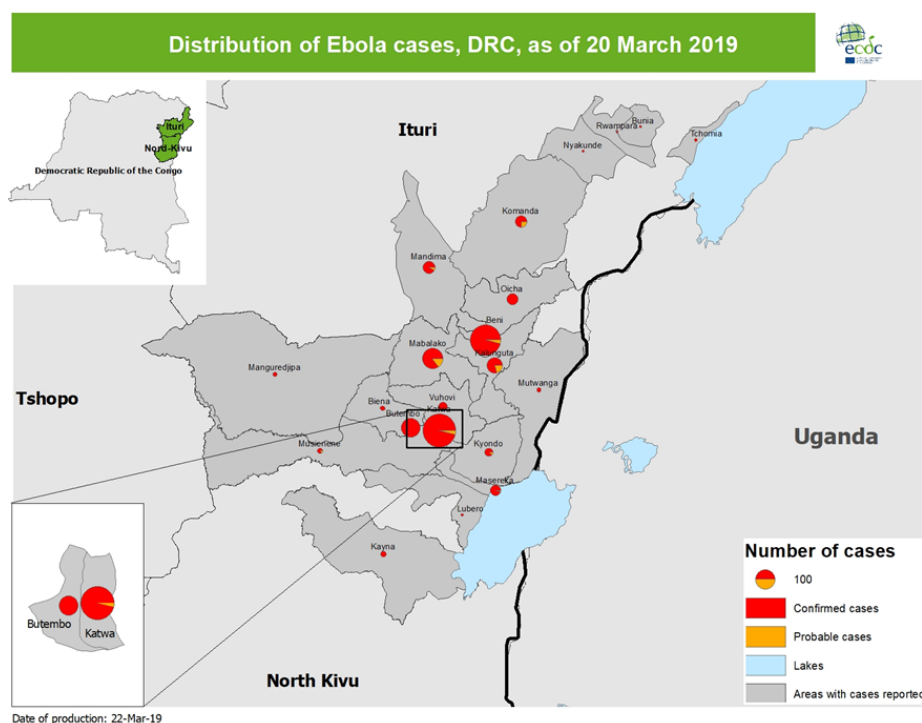 Distribution of Ebola cases, DRC, as of 20 March 2019
ecdc
Ituri
Nord-Kivu
Democratic Republic of the Congo
Ituri
Bunia
Rwampara
Tchomia
Nyakunde
Komanda
Mandima
Oicha
Beni
Mabalako
Kalunguta
Manguredjipa
Mutwanga
Tshopo
Vuhovi
Biena
Katwa
Butembo
Uganda
Musienene
Kyondo
Masereka
Lubero
Kayna
Butembo
Katwa
North Kivu
Number of cases
100
Confirmed cases
Probable cases
Lakes
Areas with cases reported
Date of production: 22-Mar-19